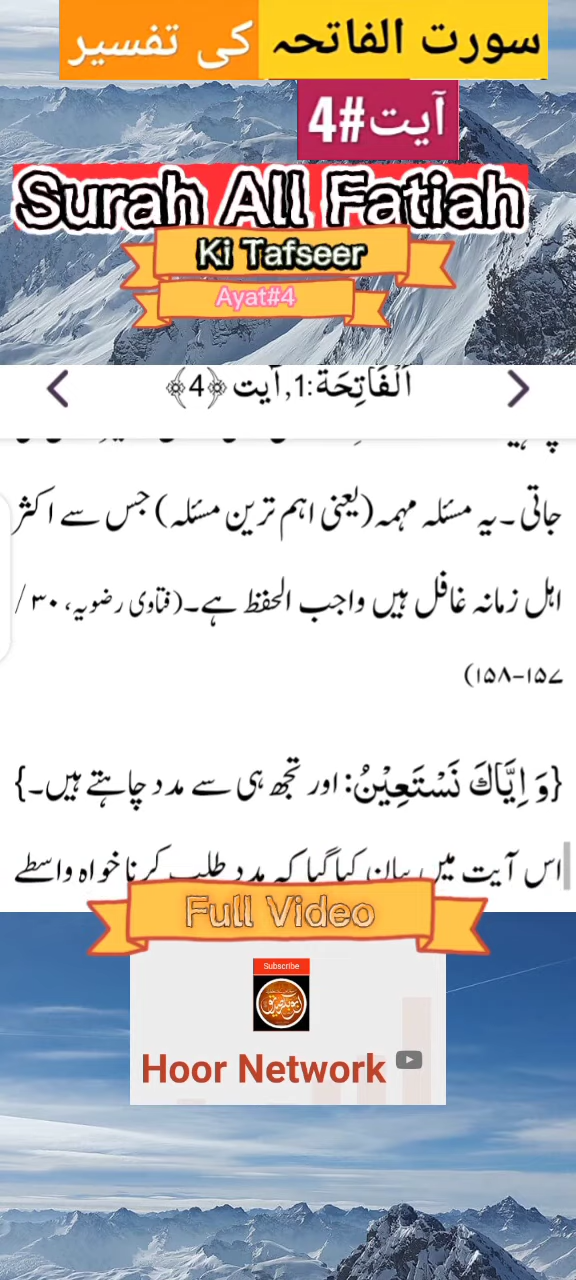 سورت الفاتحہ کی تفسیر
آیت#4
Surah All Fatiah
Ki Tafseer
Ayat#4
اَلْفَاتِحَة:1,آیت ﴿4﴾
جاتی۔یہ مسئلہ مہمہ(یعنی اہم ترین مسئلہ) جس سے اکثر
اہل زمانہ غافل ہیں واجب الحفظ ہے۔(فتاوی رضویہ، ۳۰ /
۱۵۷-۱۵۸)
{وَ اِیَّاكَ نَسْتَعِیْنُ: اور تجھ ہی سے مدد چاہتے ہیں۔}
اس آیت میں بیان کیا گیا کہ مدد طلب کرنا خواہ واسطے
Full Video
Subscribe
Hoor Network